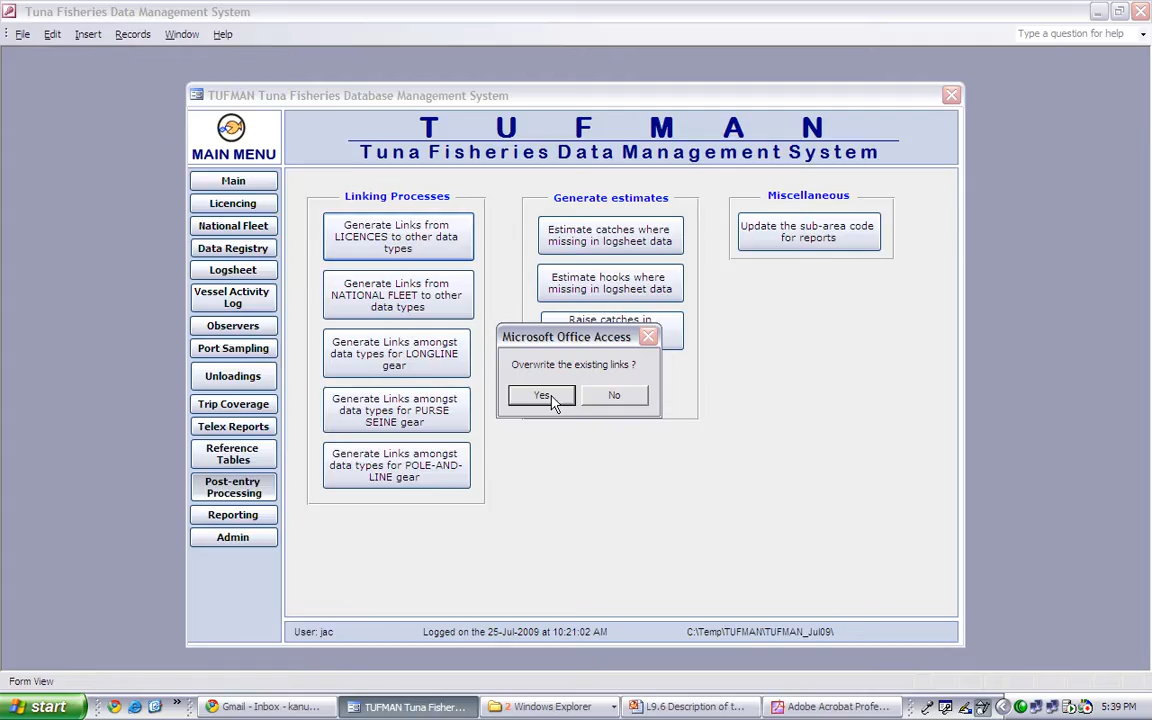 Tuna Fisheries Data Management System
File Edit Insert Records Window Help
Type a question for help
TUFMAN Tuna Fisheries Database Management System
MAIN MENU
T U F M A N
Tuna Fisheries Data Management System
Main
Licencing
National Fleet
Data Registry
Logsheet
Vessel Activity
Log
Observers
Port Sampling
Unloadings
Trip Coverage
Telex Reports
Reference
Tables
Post-entry
Processing
Reporting
Admin
Linking Processes
Generate Links from
LICENCES to other data
types
Generate Links from
NATIONAL FLEET to other
data types
Generate Links amongst
data types for LONGLINE
gear
Generate Links amongst
data types for PURSE
SEINE gear
Generate Links amongst
data types for POLE-AND-
LINE gear
Generate estimates
Estimate catches where
missing in logsheet data
Estimate hooks where
missing in logsheet data
Raise catches in
Miscellaneous
Update the sub-area code
for reports
Microsoft Office Access
Overwrite the existing links ?
Yes No
User: jac Logged on the 25-Jul-2009 at 10:21:02 AM C:\Temp\TUFMAN\TUFMAN_Jul09\
Form View
start
Gmail - Inbox - kanu...
TUFMAN Tuna Fisher...
2 Windows Explorer
L9.6 Description of t...
Adobe Acrobat Profe...
5:39 PM